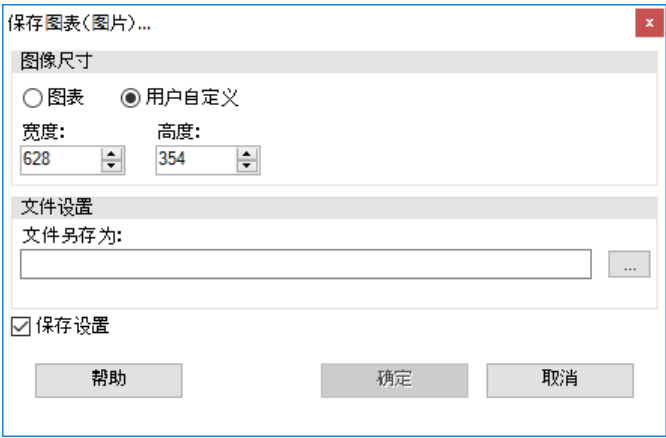 保存图表(图片)...
图像尺寸
图表 用户自定义
宽度: 高度:
628 354
文件设置
文件另存为:
...
保存设置
帮助 确定 取消